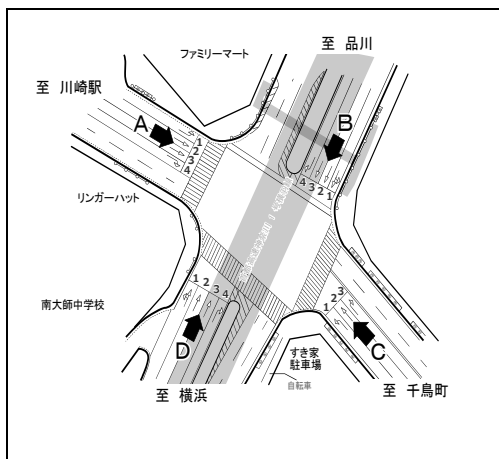 至 品川
ファミリーマート
至 川崎駅
A
B
1
2
3
4
4
3
2
1
リンガーハット
南大師中学校
1
2
3
4
1
2
3
D
C
すき家
駐車場
自転車
至 横浜
至 千鳥町